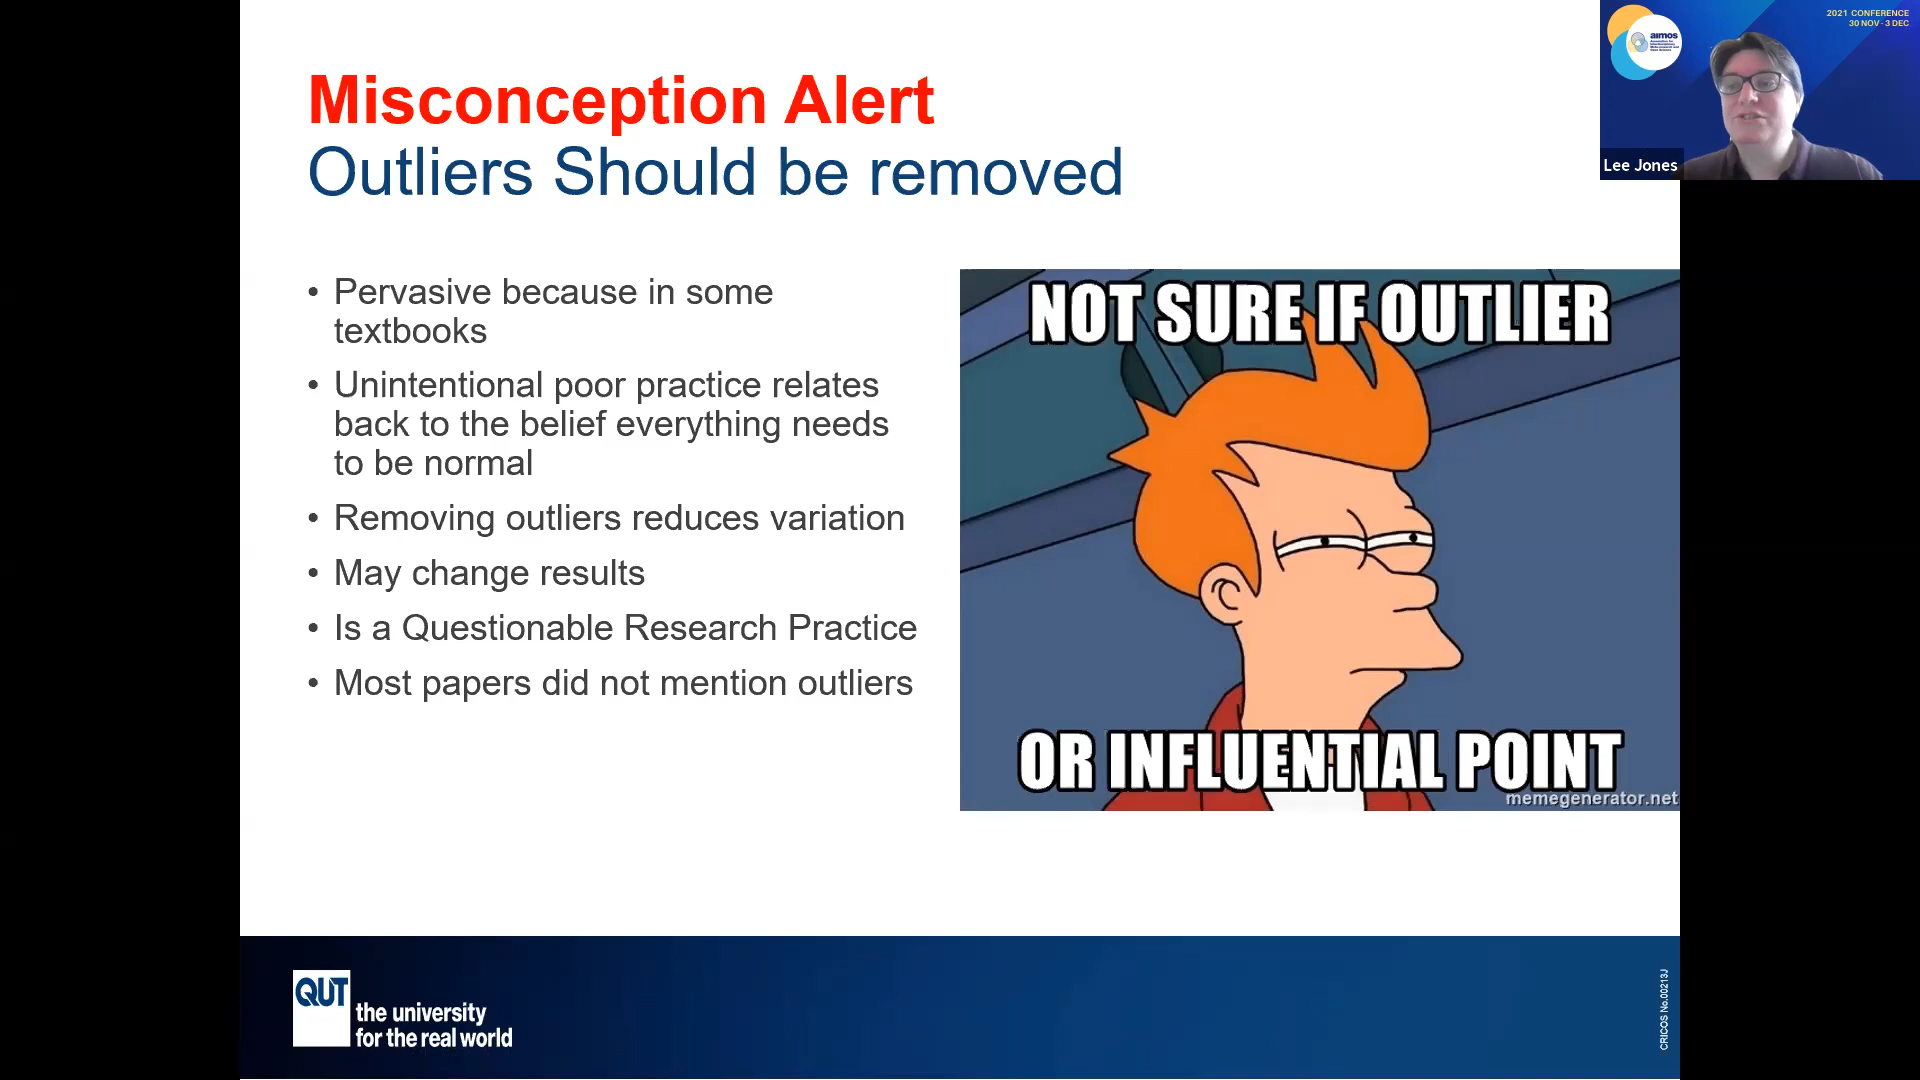 Misconception Alert
Outliers Should be removed
• Pervasive because in some
textbooks
• Unintentional poor practice relates
back to the belief everything needs
to be normal
• Removing outliers reduces variation
• May change results
• Is a Questionable Research Practice
• Most papers did not mention outliers
NOT SURE IF OUTLIER
OR INFLUENTIAL POINT
memegenerator.net
2021 CONFERENCE
30 NOV - 3 DEC
aimos
Lee Jones
QUT
the university
for the real world
CRICOS No.00213J